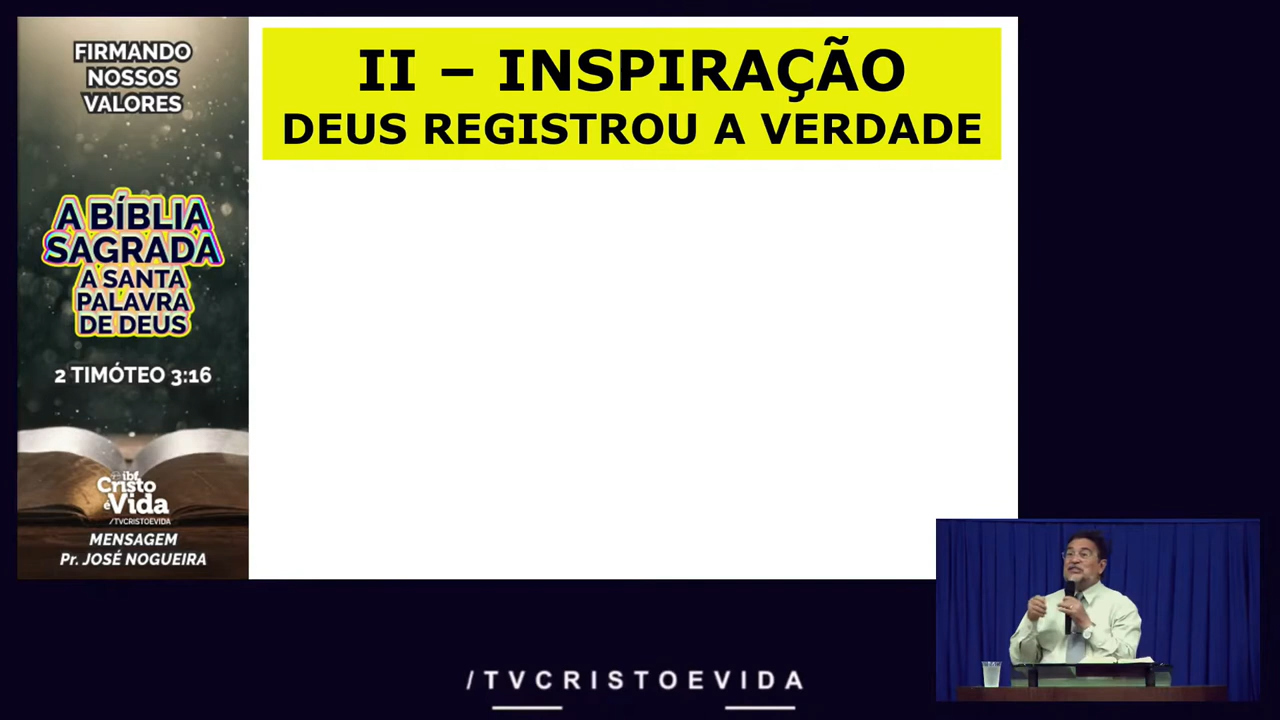 FIRMANDO
NOSSOS
VALORES
A BÍBLIA
SAGRADA
A SANTA
PALAVRA
DE DEUS
2 TIMÓTEO 3:16
ibf
Cristo
é Vida
/TVCRISTOEVIDA
MENSAGEM
Pr. JOSÉ NOGUEIRA
II – INSPIRAÇÃO
DEUS REGISTROU A VERDADE
/TVCRISTOEVIDA